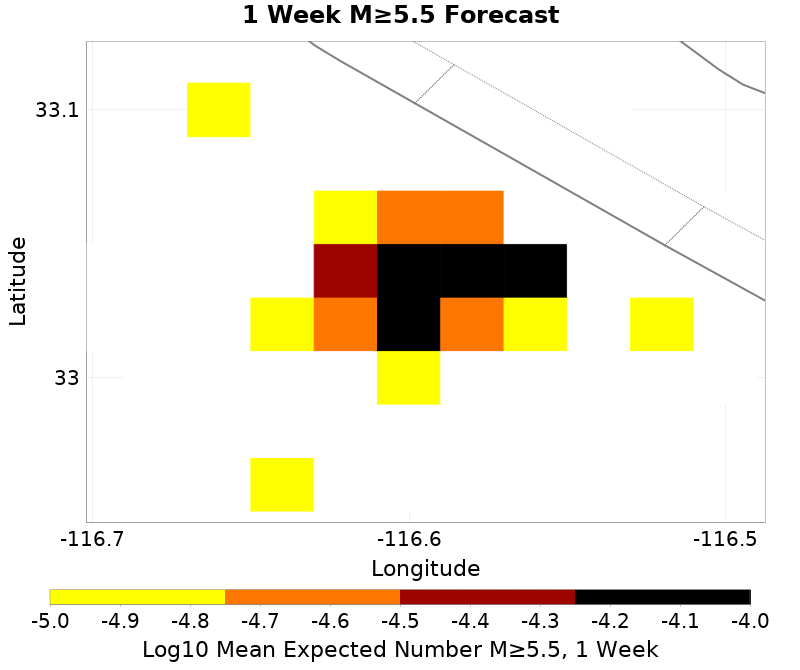 1 Week M≥5.5 Forecast
33.1
33
Latitude
-116.7 -116.6 -116.5
Longitude
-5.0 -4.9 -4.8 -4.7 -4.6 -4.5 -4.4 -4.3 -4.2 -4.1 -4.0
Log10 Mean Expected Number M≥5.5, 1 Week